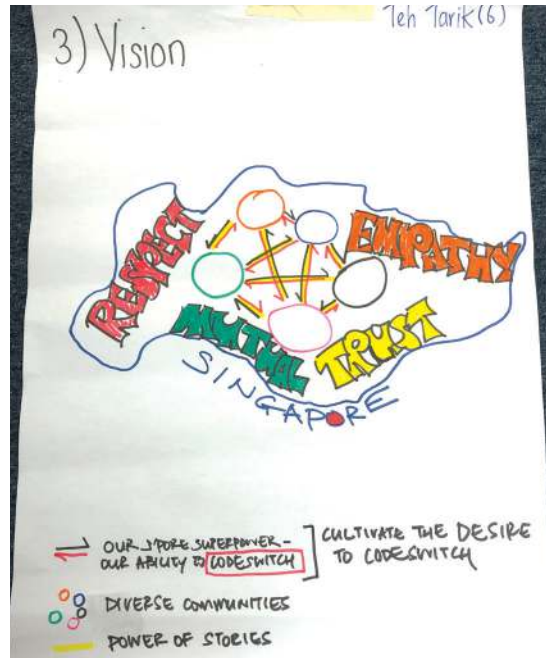 Teh Tarik (6)
3) Vision
RESPECT
EMPATHY
MUTUAL
TRUST
SINGAPORE
OUR S'PORE SUPERPOWER –
OUR ABILITY TO CODESWITCH
CULTIVATE THE DESIRE
TO CODESWITCH
DIVERSE COMMUNITIES
POWER OF STORIES